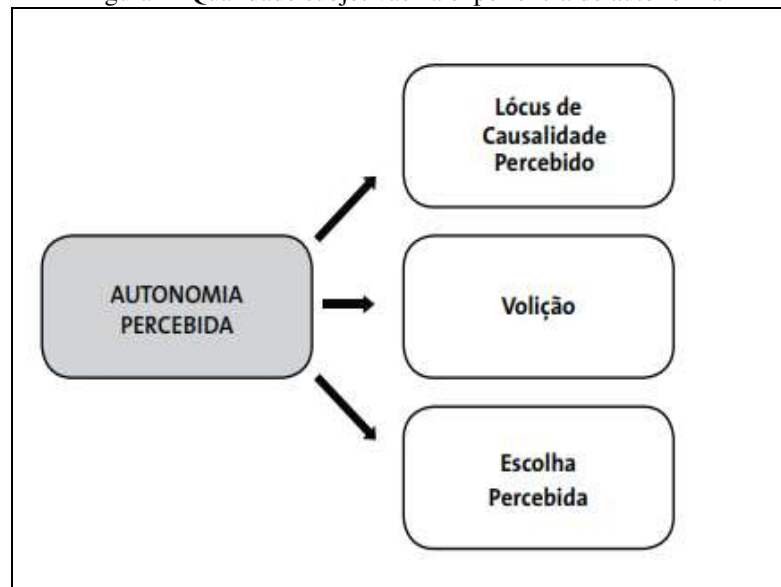 Lócus de
Causalidade
Percebido
AUTONOMIA
PERCEBIDA
Volição
Escolha
Percebida